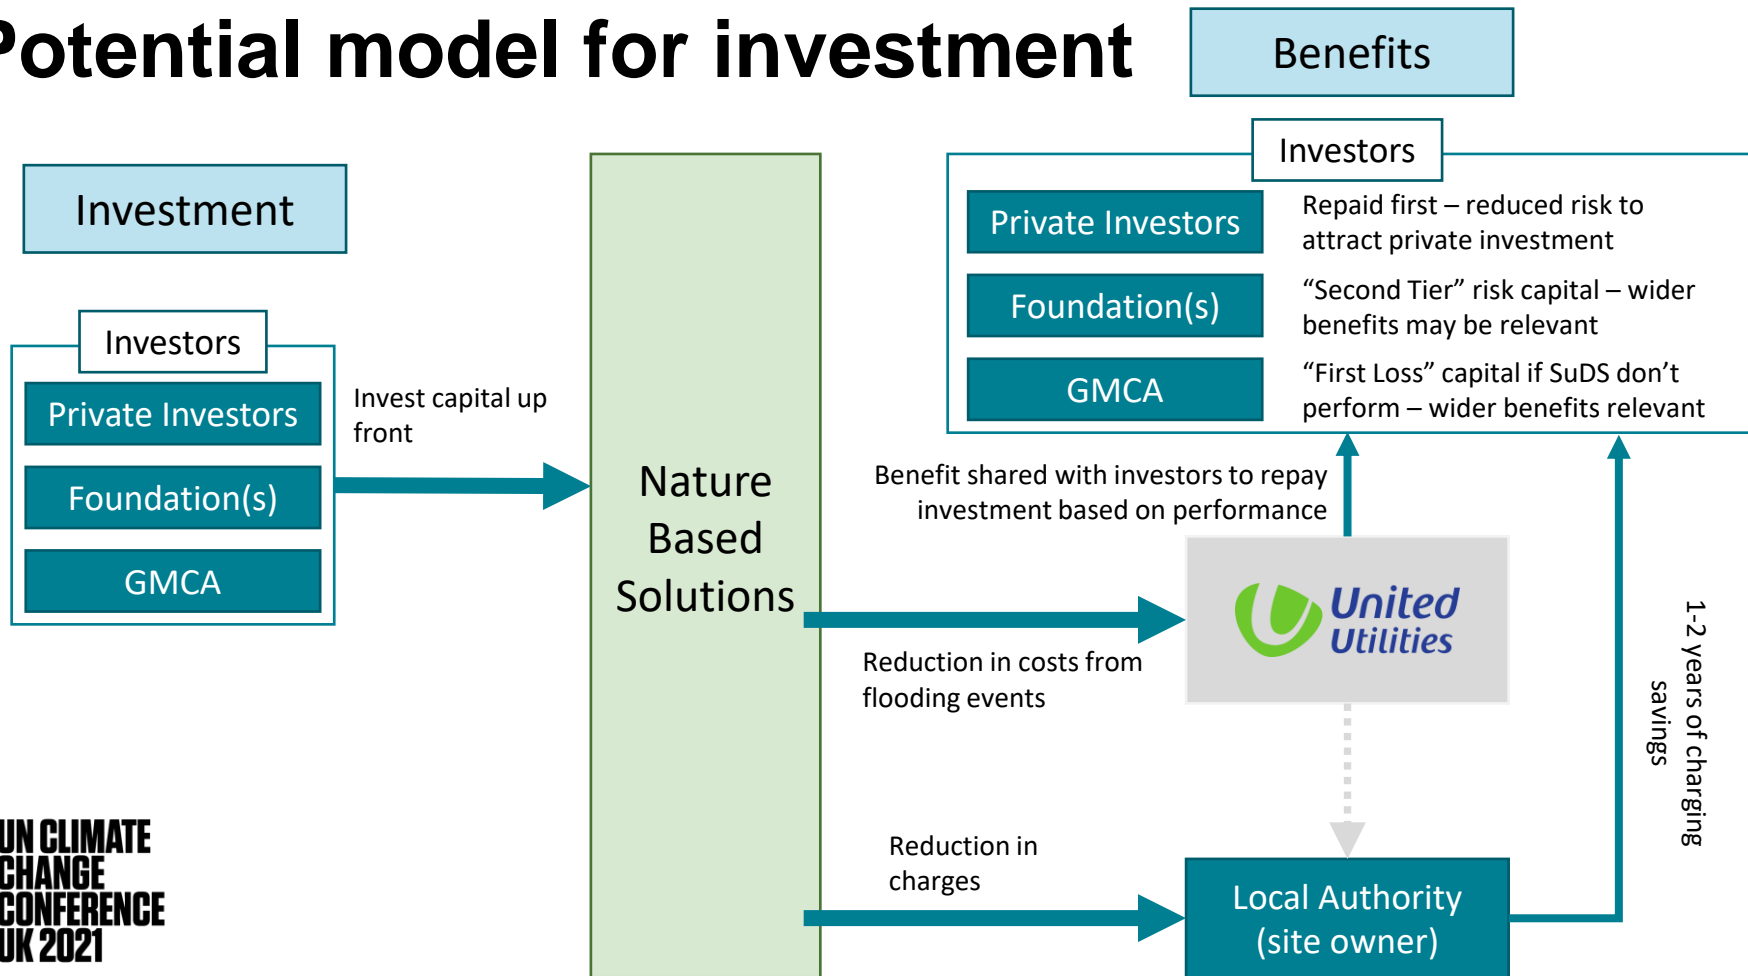 Potential model for investment
Benefits
Investment
Investors
Private Investors
Foundation(s)
GMCA
Invest capital up
front
Nature
Based
Solutions
Investors
Private Investors
Repaid first – reduced risk to
attract private investment
Foundation(s)
“Second Tier” risk capital – wider
benefits may be relevant
GMCA
“First Loss” capital if SuDS don’t
perform – wider benefits relevant
Benefit shared with investors to repay
investment based on performance
United
Utilities
Reduction in costs from
flooding events
1-2 years of charging
savings
Reduction in
charges
Local Authority
(site owner)
UN CLIMATE
CHANGE
CONFERENCE
UK 2021